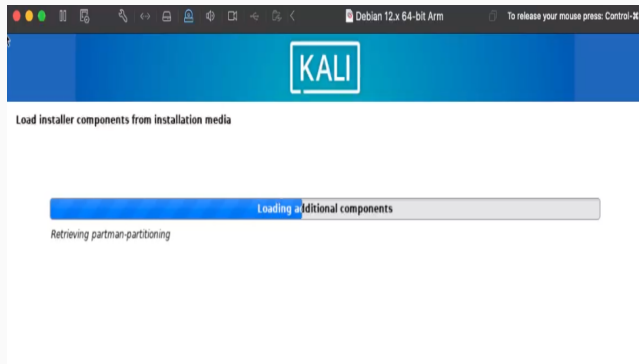 Debian 12.x 64-bit Arm
To release your mouse press: Control-⌘
KALI
Load installer components from installation media
Loading additional components
Retrieving partman-partitioning